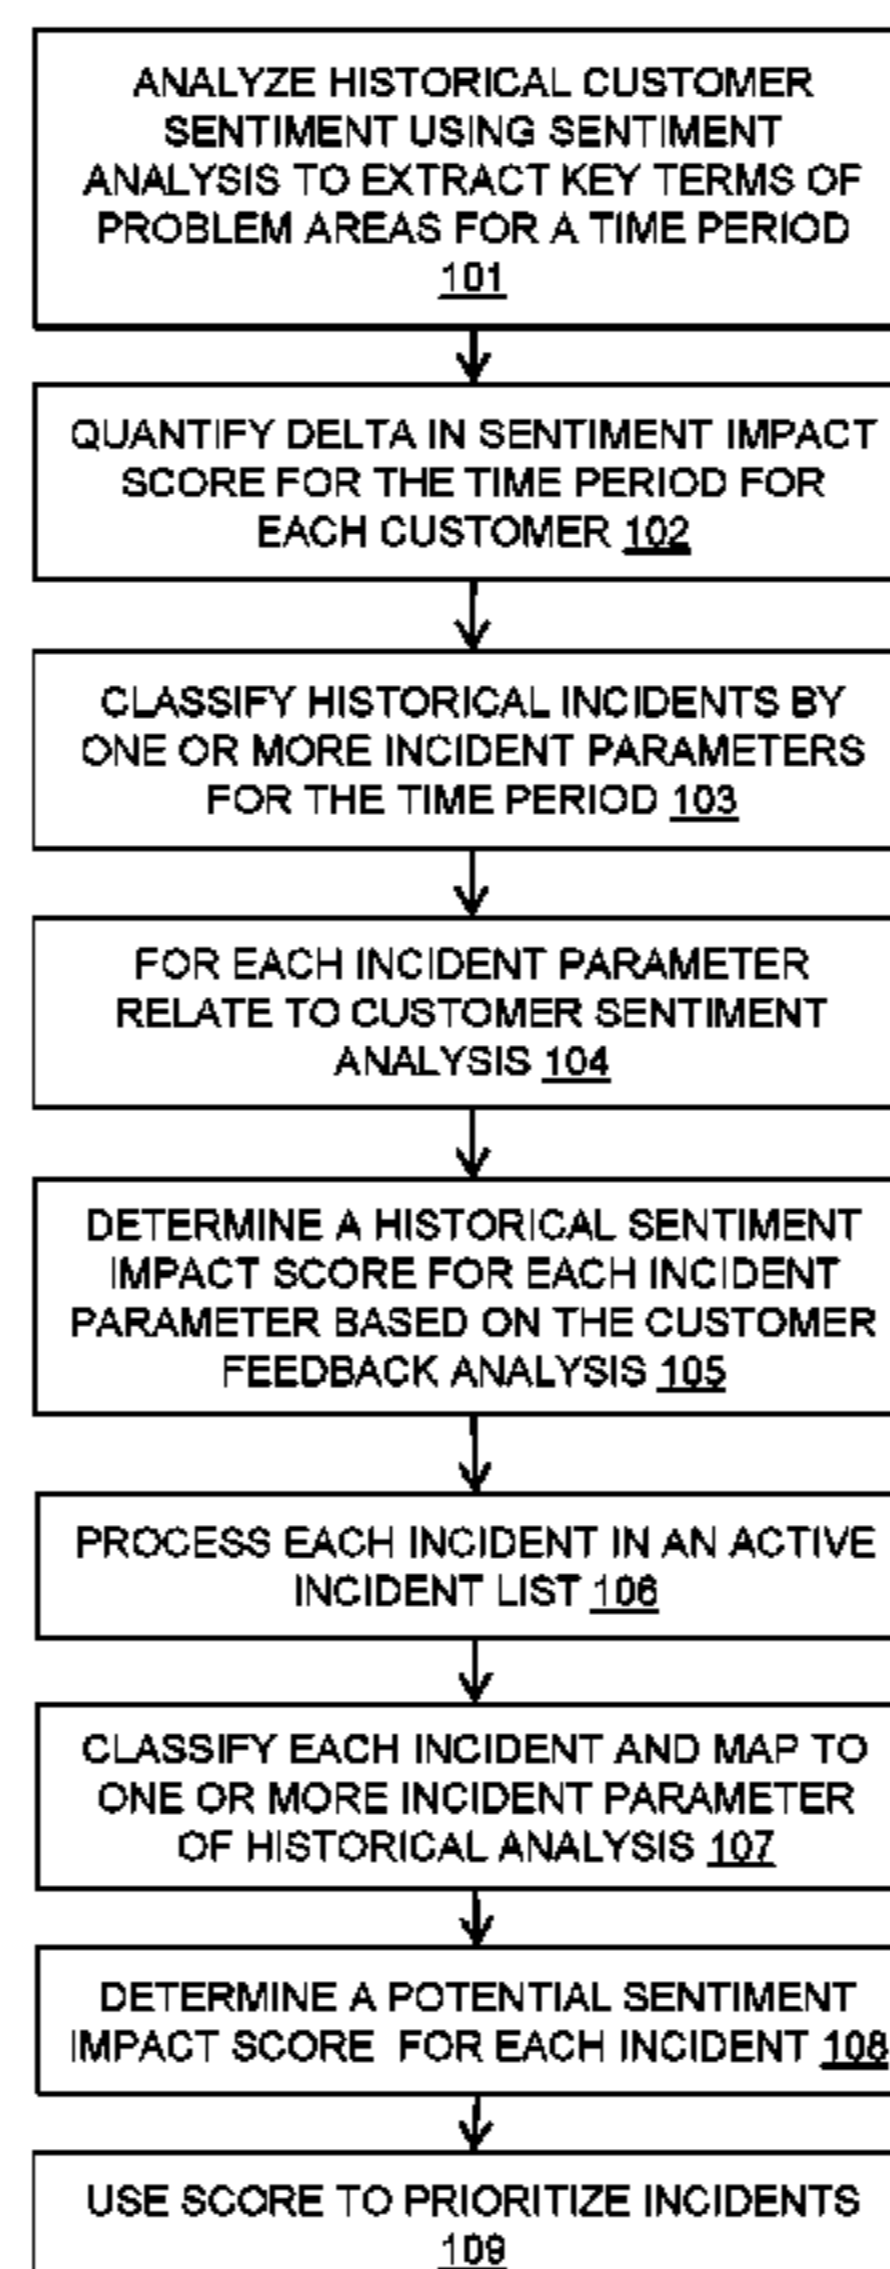 ANALYZE HISTORICAL CUSTOMER
SENTIMENT USING SENTIMENT
ANALYSIS TO EXTRACT KEY TERMS OF
PROBLEM AREAS FOR A TIME PERIOD
101
QUANTIFY DELTA IN SENTIMENT IMPACT
SCORE FOR THE TIME PERIOD FOR
EACH CUSTOMER 102
CLASSIFY HISTORICAL INCIDENTS BY
ONE OR MORE INCIDENT PARAMETERS
FOR THE TIME PERIOD 103
FOR EACH INCIDENT PARAMETER
RELATE TO CUSTOMER SENTIMENT
ANALYSIS 104
DETERMINE A HISTORICAL SENTIMENT
IMPACT SCORE FOR EACH INCIDENT
PARAMETER BASED ON THE CUSTOMER
FEEDBACK ANALYSIS 105
PROCESS EACH INCIDENT IN AN ACTIVE
INCIDENT LIST 106
CLASSIFY EACH INCIDENT AND MAP TO
ONE OR MORE INCIDENT PARAMETER
OF HISTORICAL ANALYSIS 107
DETERMINE A POTENTIAL SENTIMENT
IMPACT SCORE FOR EACH INCIDENT 108
USE SCORE TO PRIORITIZE INCIDENTS
109